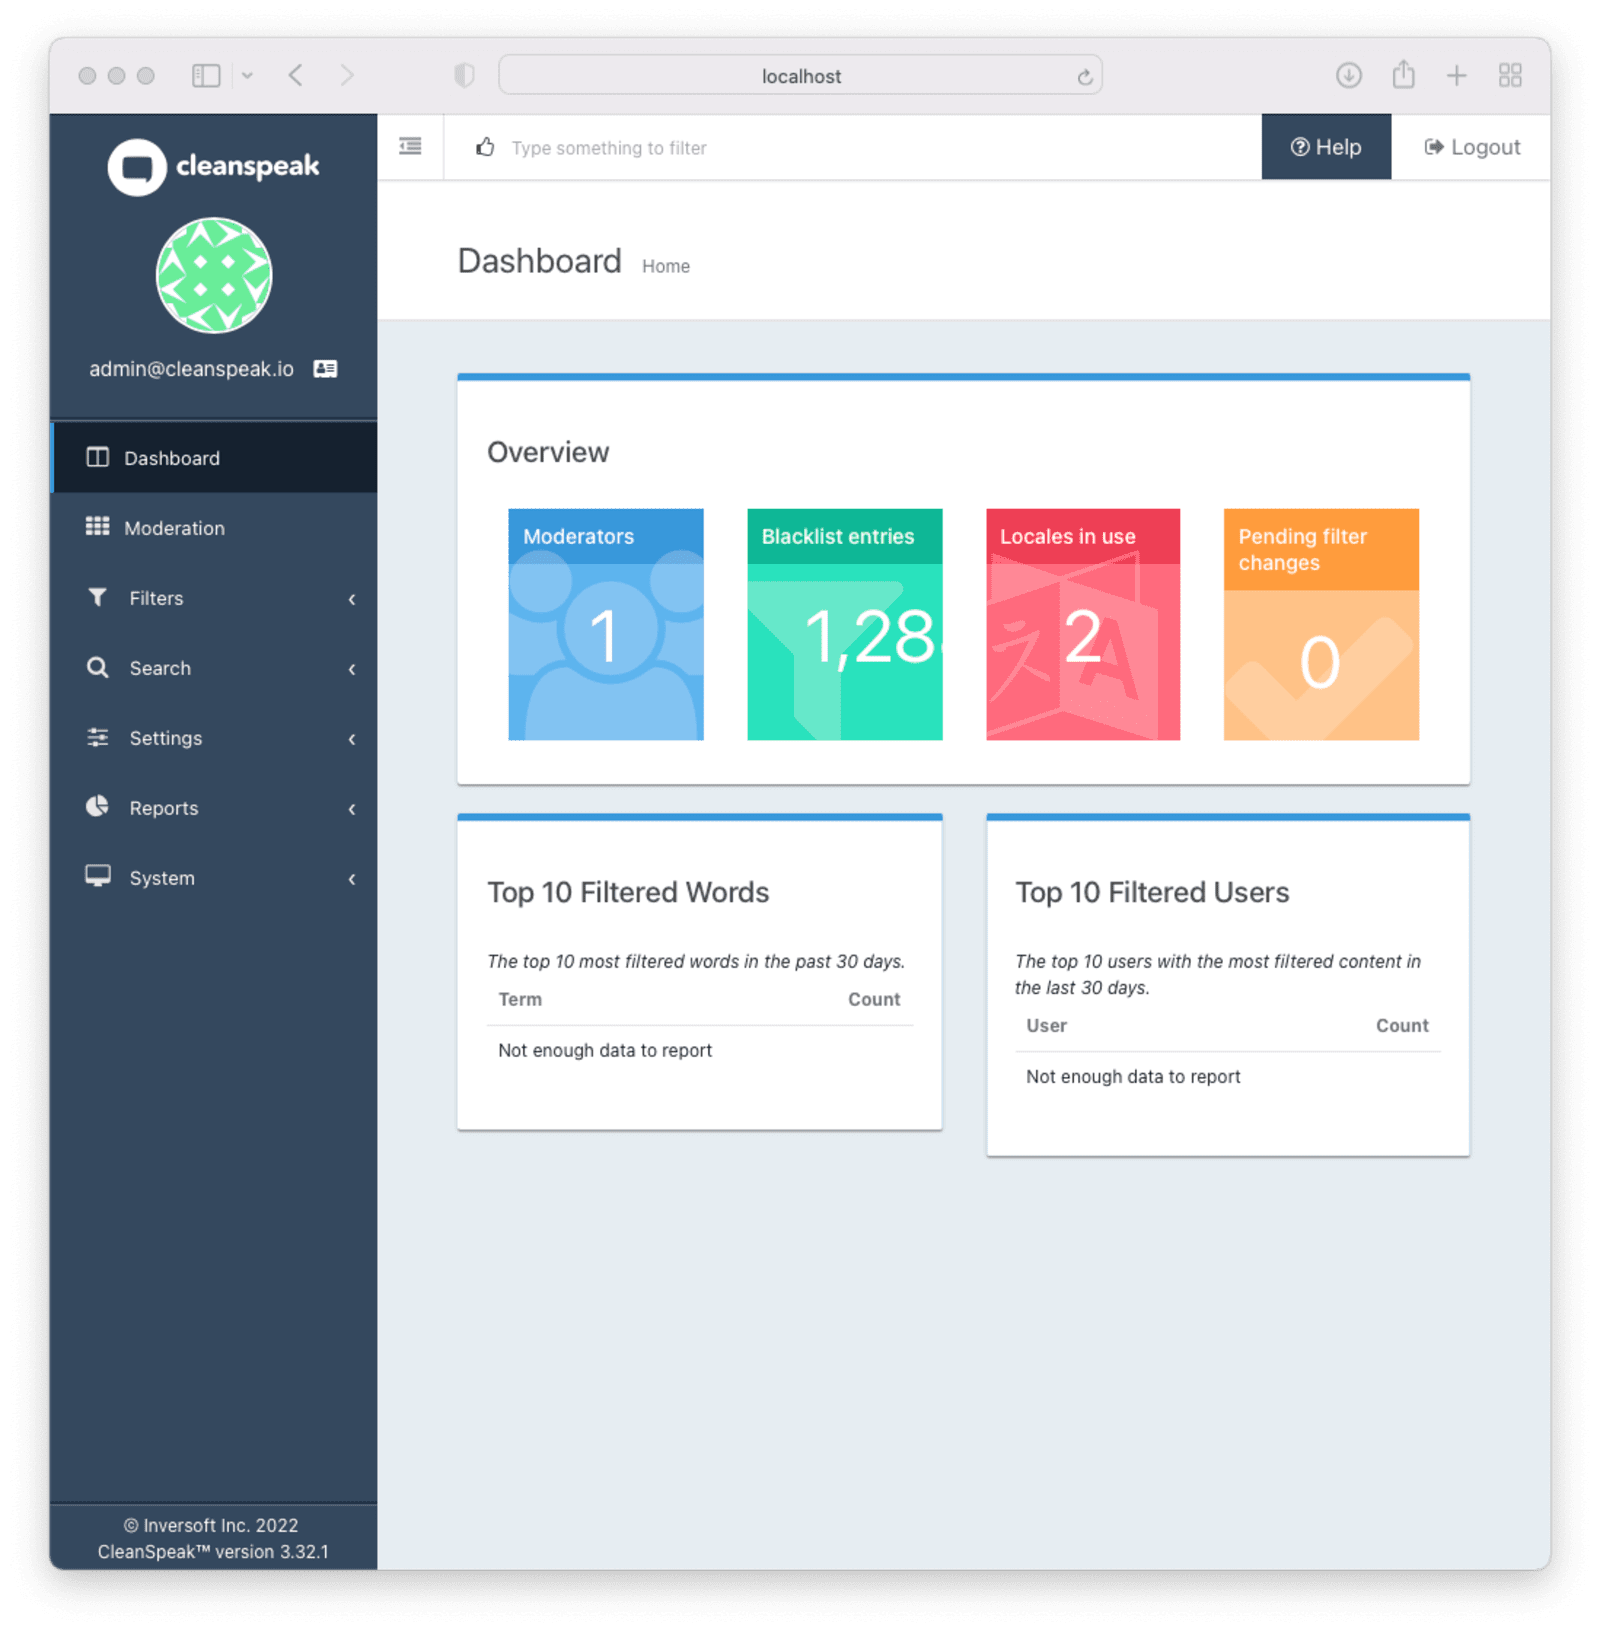 localhost
cleanspeak
Type something to filter
Help
Logout
admin@cleanspeak.io
Dashboard
Moderation
Filters
Search
Settings
Reports
System
© Inversoft Inc. 2022
CleanSpeak™ version 3.32.1
Dashboard Home
Overview
Moderators
1
Blacklist entries
1,28
Locales in use
2
Pending filter
changes
0
Top 10 Filtered Words
The top 10 most filtered words in the past 30 days.
Term Count
Not enough data to report
Top 10 Filtered Users
The top 10 users with the most filtered content in
the last 30 days.
User Count
Not enough data to report